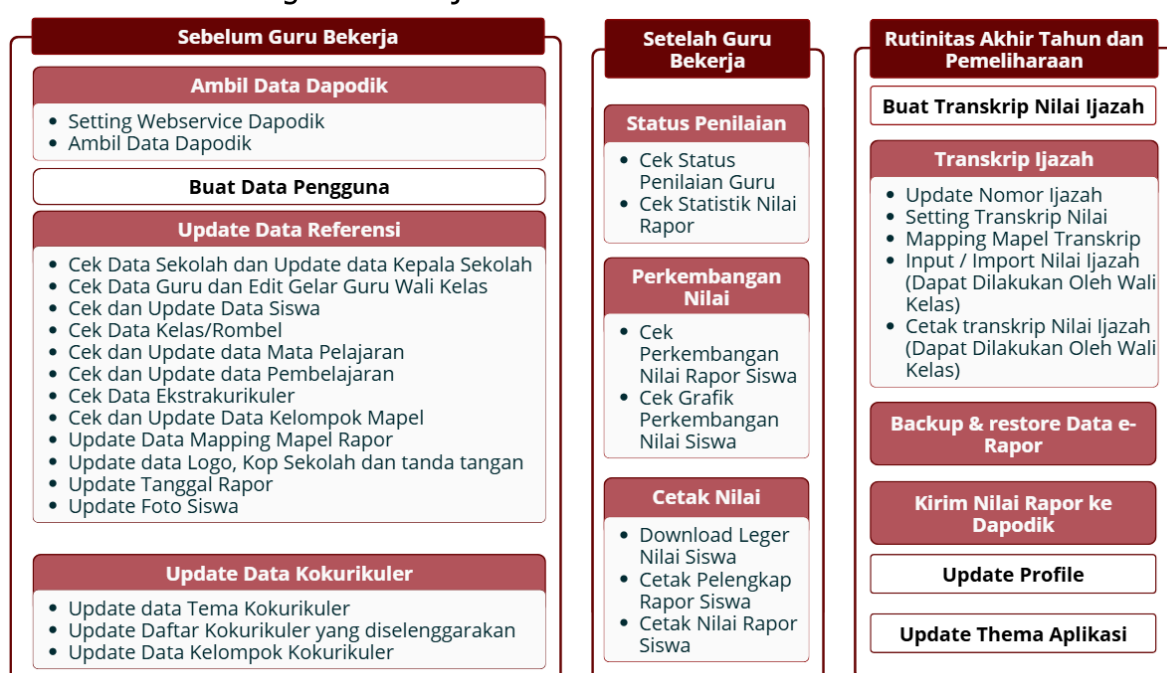 Sebelum Guru Bekerja
Ambil Data Dapodik
• Setting Webservice Dapodik
• Ambil Data Dapodik
Buat Data Pengguna
Update Data Referensi
• Cek Data Sekolah dan Update data Kepala Sekolah
• Cek Data Guru dan Edit Gelar Guru Wali Kelas
• Cek dan Update Data Siswa
• Cek Data Kelas/Rombel
• Cek dan Update data Mata Pelajaran
• Cek dan Update data Pembelajaran
• Cek Data Ekstrakurikuler
• Cek dan Update Data Kelompok Mapel
• Update Data Mapping Mapel Rapor
• Update data Logo, Kop Sekolah dan tanda tangan
• Update Tanggal Rapor
• Update Foto Siswa
Update Data Kokurikuler
• Update data Tema Kokurikuler
• Update Daftar Kokurikuler yang diselenggarakan
• Update Data Kelompok Kokurikuler
Setelah Guru
Bekerja
Status Penilaian
• Cek Status
Penilaian Guru
• Cek Statistik Nilai
Rapor
Perkembangan
Nilai
• Cek
Perkembangan
Nilai Rapor Siswa
• Cek Grafik
Perkembangan
Nilai Siswa
Cetak Nilai
• Download Leger
Nilai Siswa
• Cetak Pelengkap
Rapor Siswa
• Cetak Nilai Rapor
Siswa
Rutinitas Akhir Tahun dan
Pemeliharaan
Buat Transkrip Nilai Ijazah
Transkrip Ijazah
• Update Nomor Ijazah
• Setting Transkrip Nilai
• Mapping Mapel Transkrip
• Input / Import Nilai Ijazah
(Dapat Dilakukan Oleh Wali
Kelas)
• Cetak transkrip Nilai Ijazah
(Dapat Dilakukan Oleh Wali
Kelas)
Backup & restore Data e-
Rapor
Kirim Nilai Rapor ke
Dapodik
Update Profile
Update Thema Aplikasi